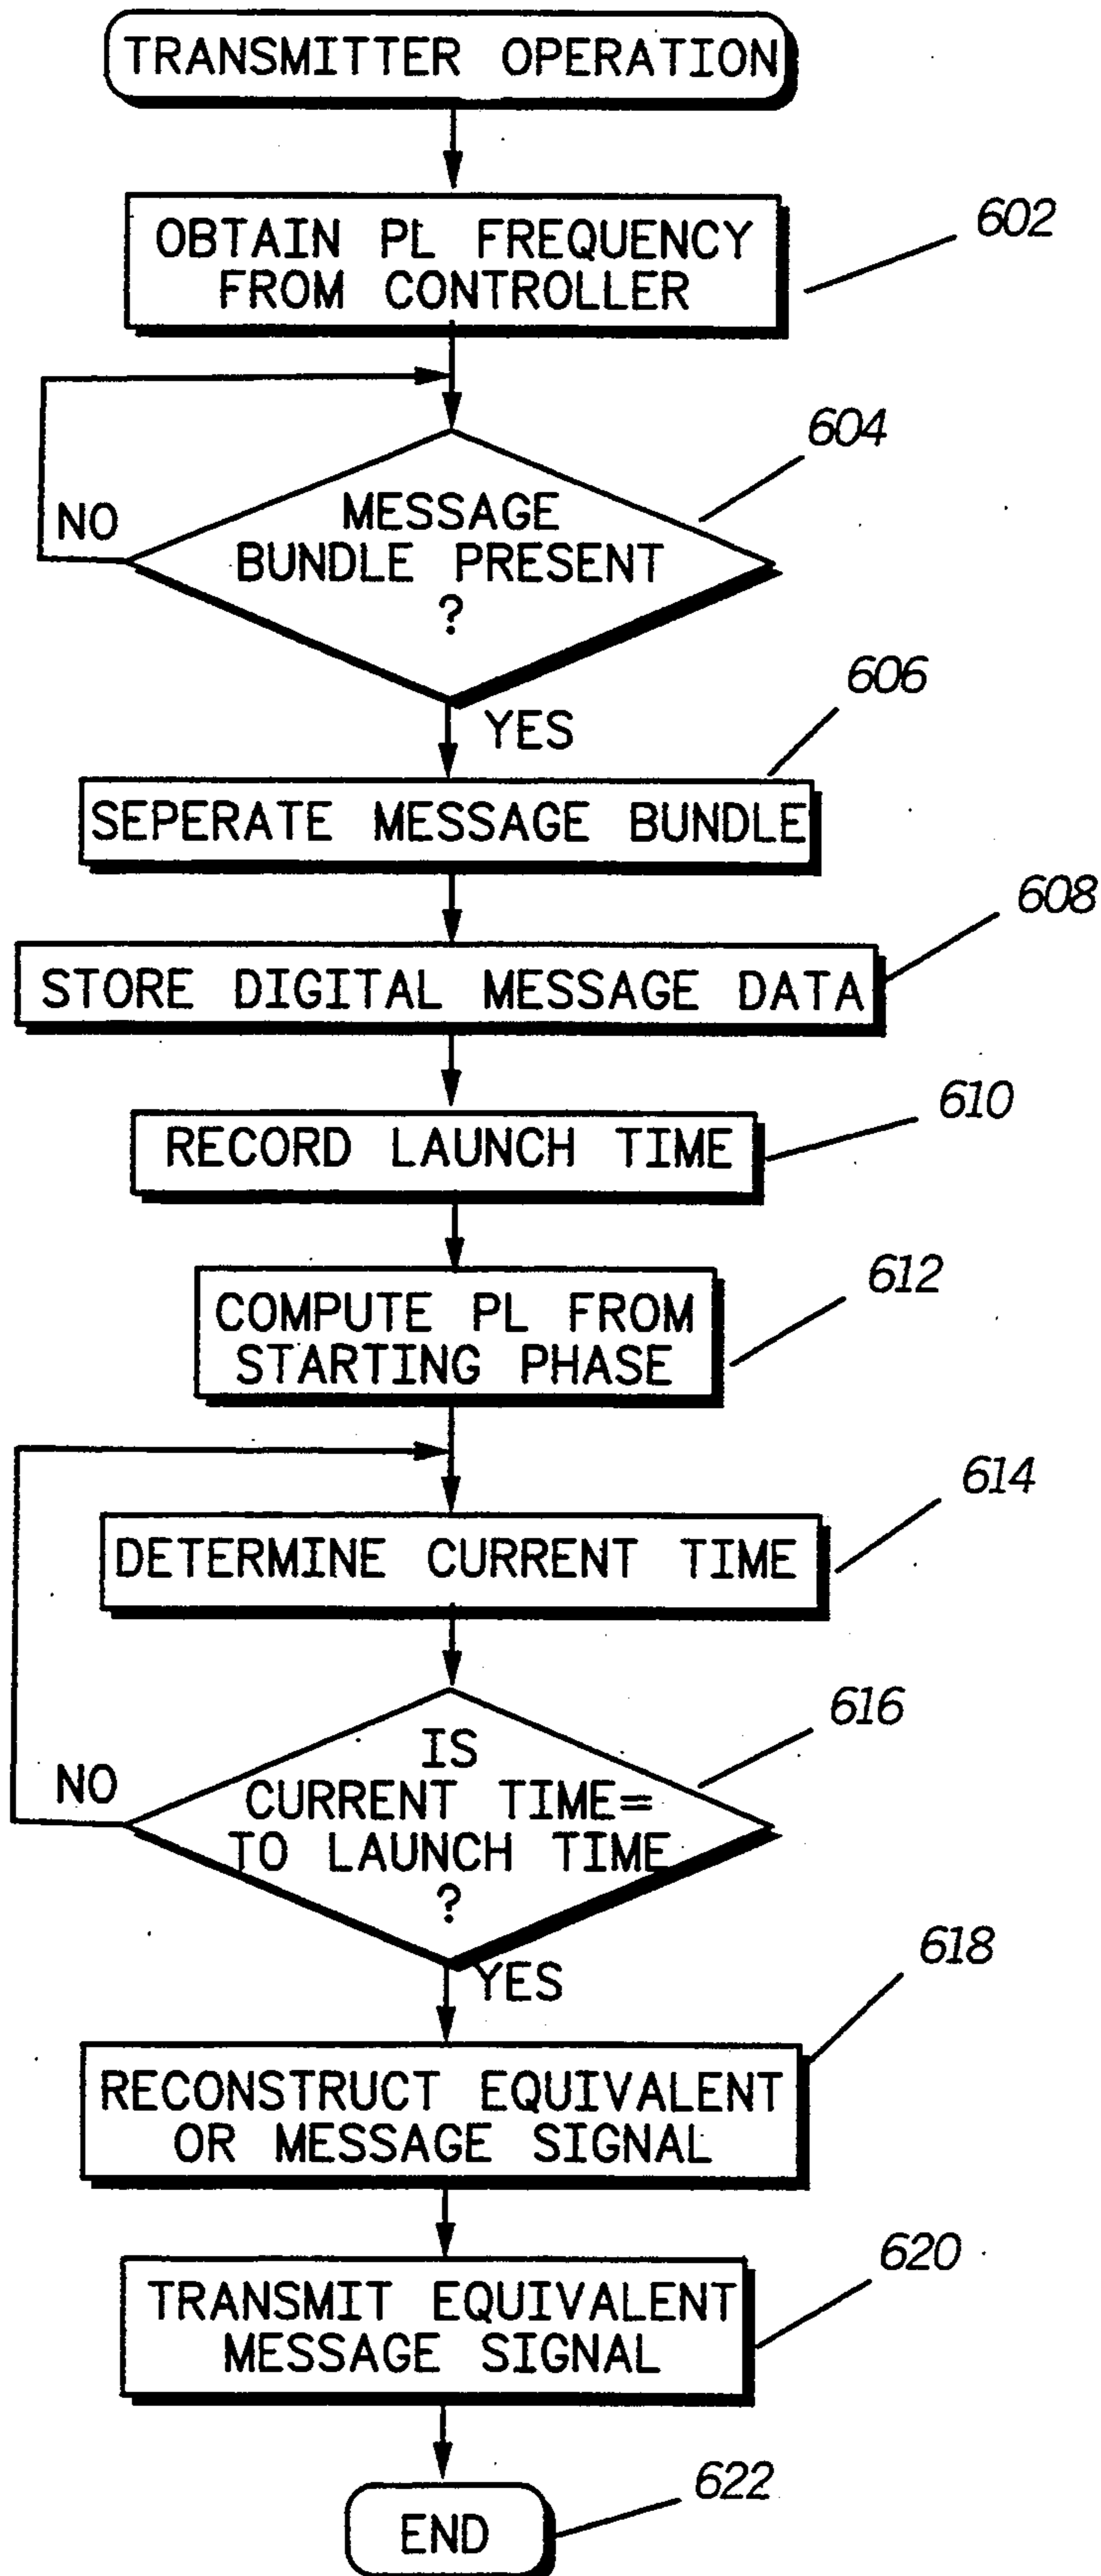 TRANSMITTER OPERATION
OBTAIN PL FREQUENCY
FROM CONTROLLER
602
604
MESSAGE
BUNDLE PRESENT
?
NO
YES
606
SEPERATE MESSAGE BUNDLE
608
STORE DIGITAL MESSAGE DATA
610
RECORD LAUNCH TIME
612
COMPUTE PL FROM
STARTING PHASE
614
DETERMINE CURRENT TIME
616
IS
CURRENT TIME=
TO LAUNCH TIME
?
NO
YES
618
RECONSTRUCT EQUIVALENT
OR MESSAGE SIGNAL
620
TRANSMIT EQUIVALENT
MESSAGE SIGNAL
622
END